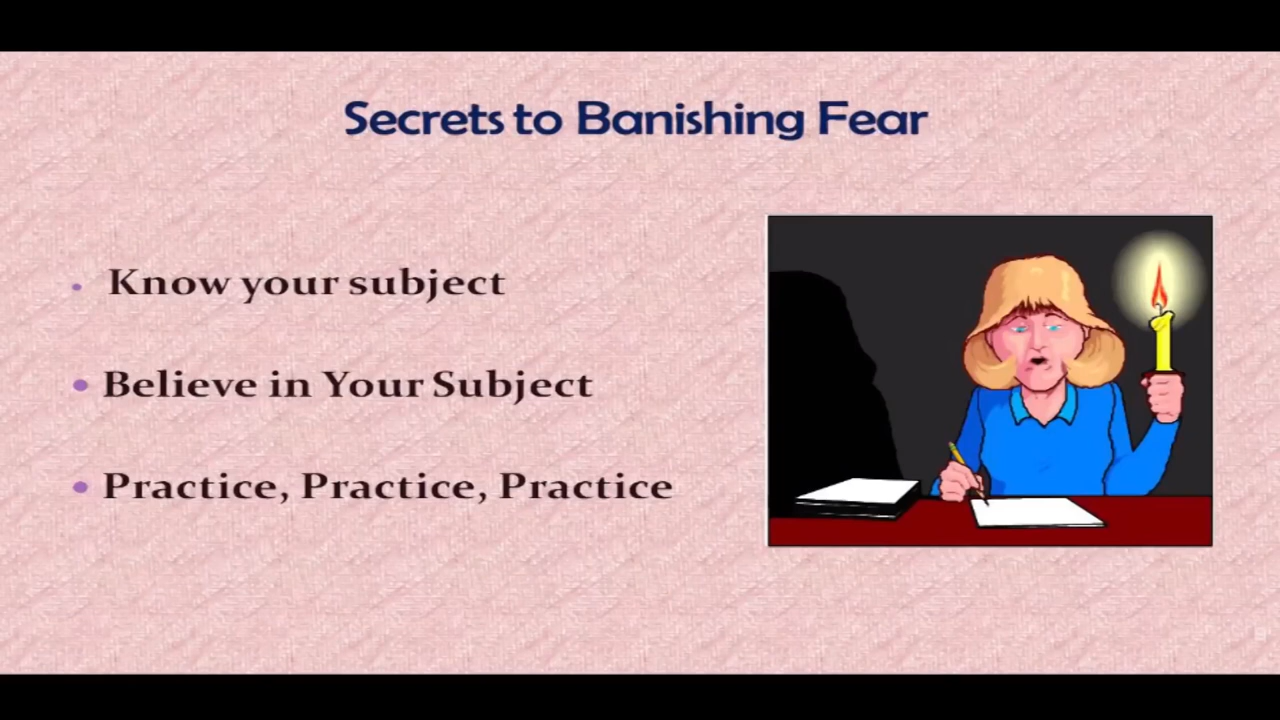 Secrets to Banishing Fear
• Know your subject
• Believe in Your Subject
• Practice, Practice, Practice